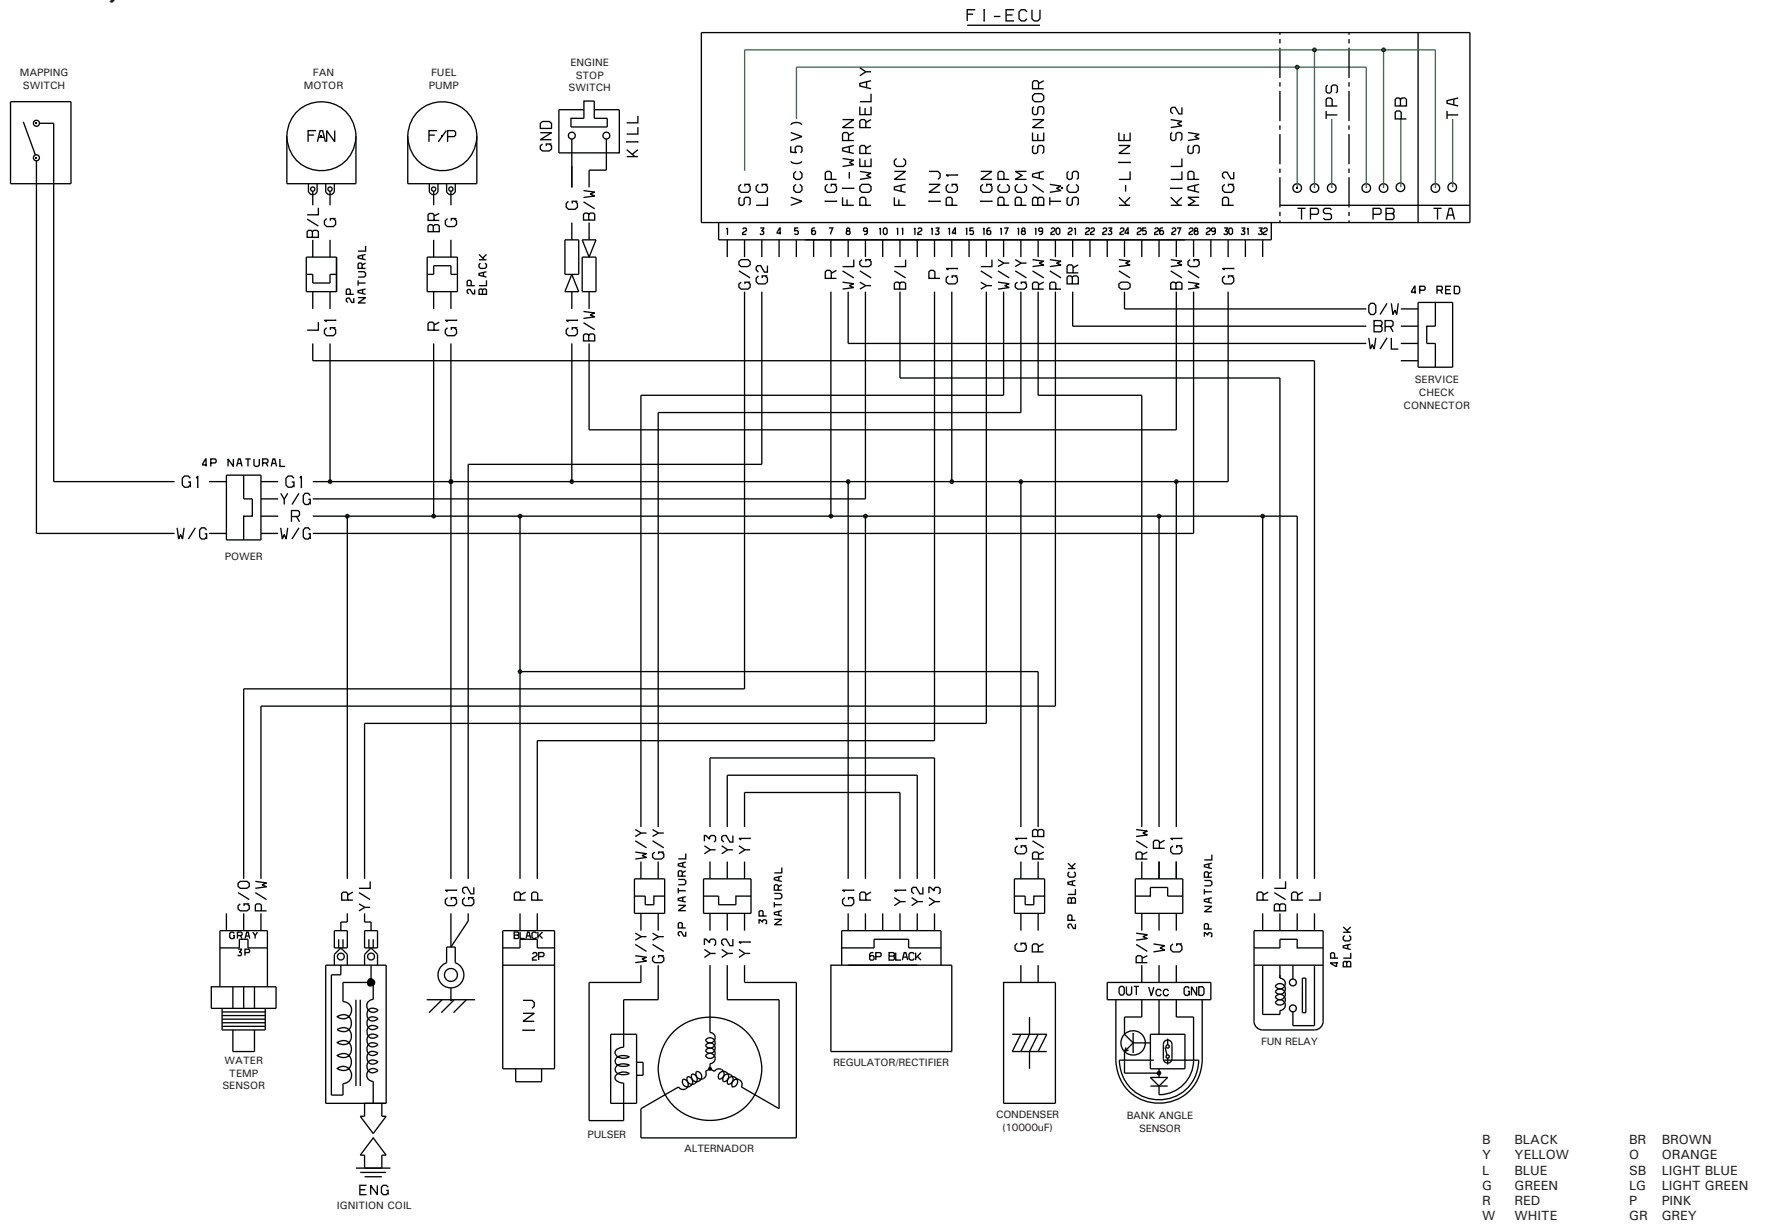 FI-ECU
MAPPING
SWITCH
FAN
MOTOR
FUEL
PUMP
ENGINE
STOP
SWITCH
FAN
F/P
GND
KILL
SG
LG
Vcc(5V)
IGP
FI-WARN
POWER RELAY
FANC
INJ
PG1
IGN
PCP
PCM
B/A SENSOR
TW
SCS
K-LINE
KILL SW2
MAP SW
PG2
TPS
PB
TA
TPS
PB
TA
1 2 3 4 5 6 7 8 9 10 11 12 13 14 15 16 17 18 19 20 21 22 23 24 25 26 27 28 29 30 31 32
B/L
G
BR
G
G
B/W
2P
NATURAL
2P
BLACK
L
G1
R
G1
G1
B/W
G/O
G2
R
W/L
Y/G
B/L
P
G1
Y/L
W/Y
G/Y
R/W
P/W
BR
O/W
B/W
W/G
G1
4P RED
O/W
BR
W/L
SERVICE
CHECK
CONNECTOR
4P NATURAL
G1
G1
Y/G
R
W/G
W/G
POWER
W/Y
G/Y
Y3
Y2
Y1
G1
R/B
R/W
R
G1
2P NATURAL
3P
NATURAL
2P BLACK
3P NATURAL
G/O
P/W
R
Y/L
G1
G2
R
P
G1
R
Y1
Y2
Y3
R
B/L
R
L
GRAY
3P
BLACK
2P
W/Y
G/Y
Y3
Y2
Y1
6P BLACK
G
R
R/W
W
G
4P
BLACK
INJ
OUT
Vcc
GND
WATER
TEMP
SENSOR
REGULATOR/RECTIFIER
FUN RELAY
CONDENSER
(10000uF)
BANK ANGLE
SENSOR
PULSER
ALTERNADOR
ENG
IGNITION COIL
B BLACK BR BROWN
Y YELLOW O ORANGE
L BLUE SB LIGHT BLUE
G GREEN LG LIGHT GREEN
R RED P PINK
W WHITE GR GREY